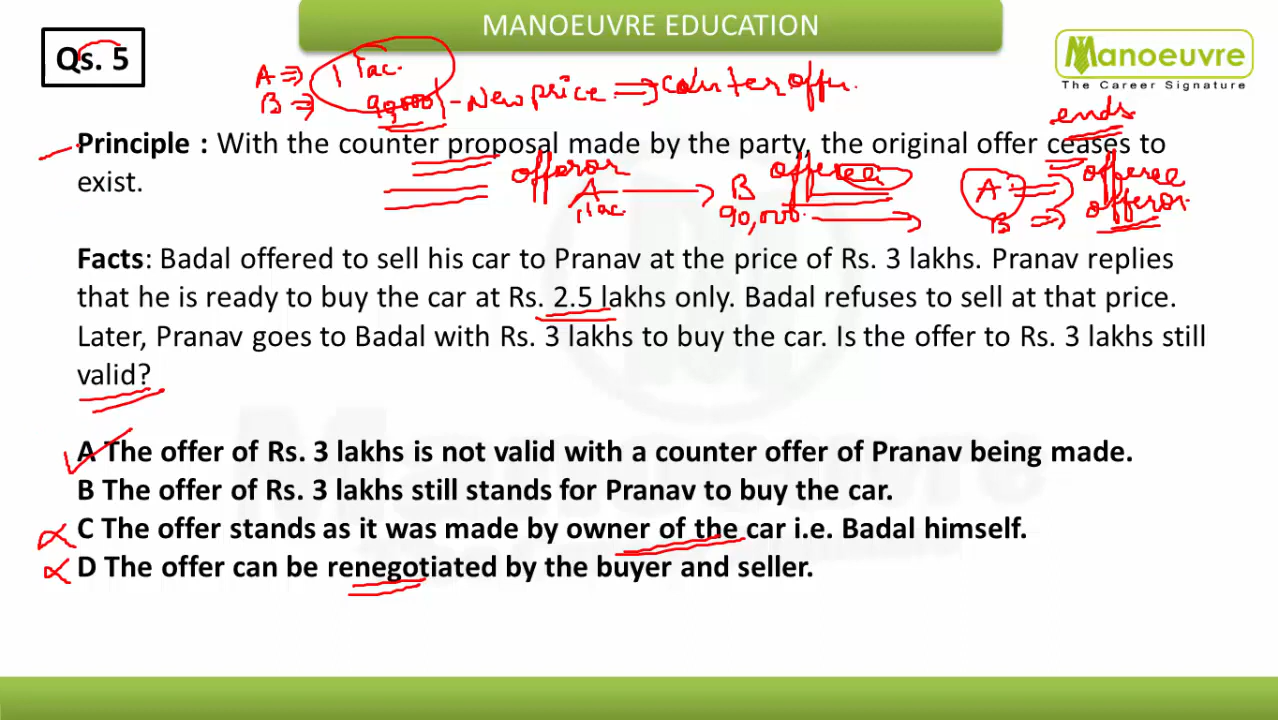 MANOEUVRE EDUCATION
Qs. 5
Manoeuvre
The Career Signature
A ⇒ 1 lac.
B ⇒ 90,000 - New price ⇒ counter offer.
ends
Principle : With the counter proposal made by the party, the original offer ceases to
exist.
offeror offeree offeree
A → B A ⇒ offeror
1 lac. 90,000. B ⇒
Facts: Badal offered to sell his car to Pranav at the price of Rs. 3 lakhs. Pranav replies
that he is ready to buy the car at Rs. 2.5 lakhs only. Badal refuses to sell at that price.
Later, Pranav goes to Badal with Rs. 3 lakhs to buy the car. Is the offer to Rs. 3 lakhs still
valid?
A The offer of Rs. 3 lakhs is not valid with a counter offer of Pranav being made.
B The offer of Rs. 3 lakhs still stands for Pranav to buy the car.
C The offer stands as it was made by owner of the car i.e. Badal himself.
D The offer can be renegotiated by the buyer and seller.